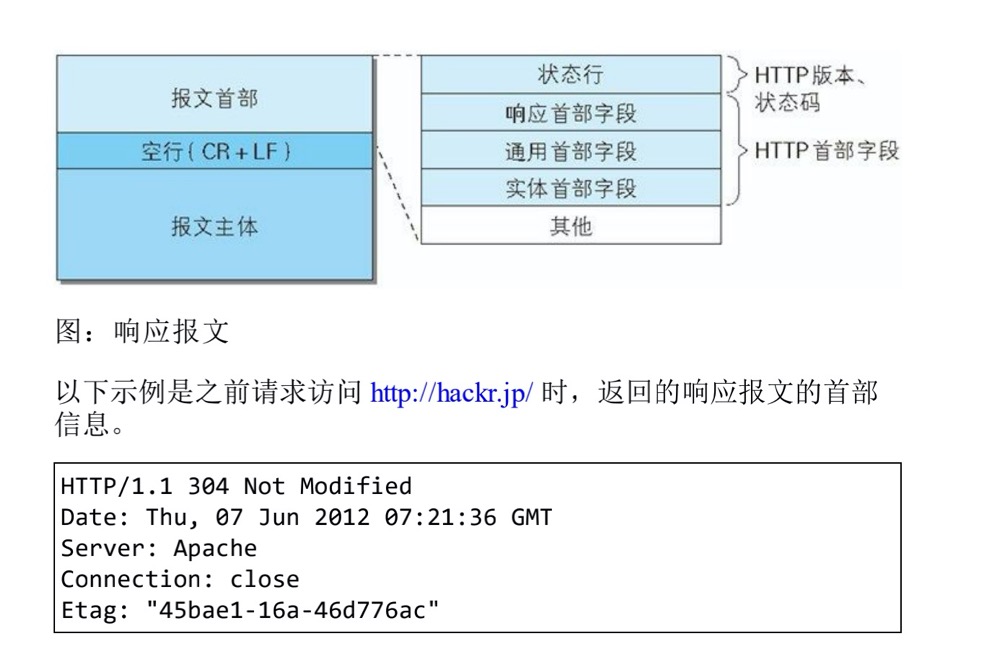 报文首部
空行(CR+LF)
报文主体
状态行
响应首部字段
通用首部字段
实体首部字段
其他
HTTP版本、
状态码
HTTP首部字段
图：响应报文
以下示例是之前请求访问 http://hackr.jp/ 时，返回的响应报文的首部
信息。
HTTP/1.1 304 Not Modified
Date: Thu, 07 Jun 2012 07:21:36 GMT
Server: Apache
Connection: close
Etag: "45bae1-16a-46d776ac"